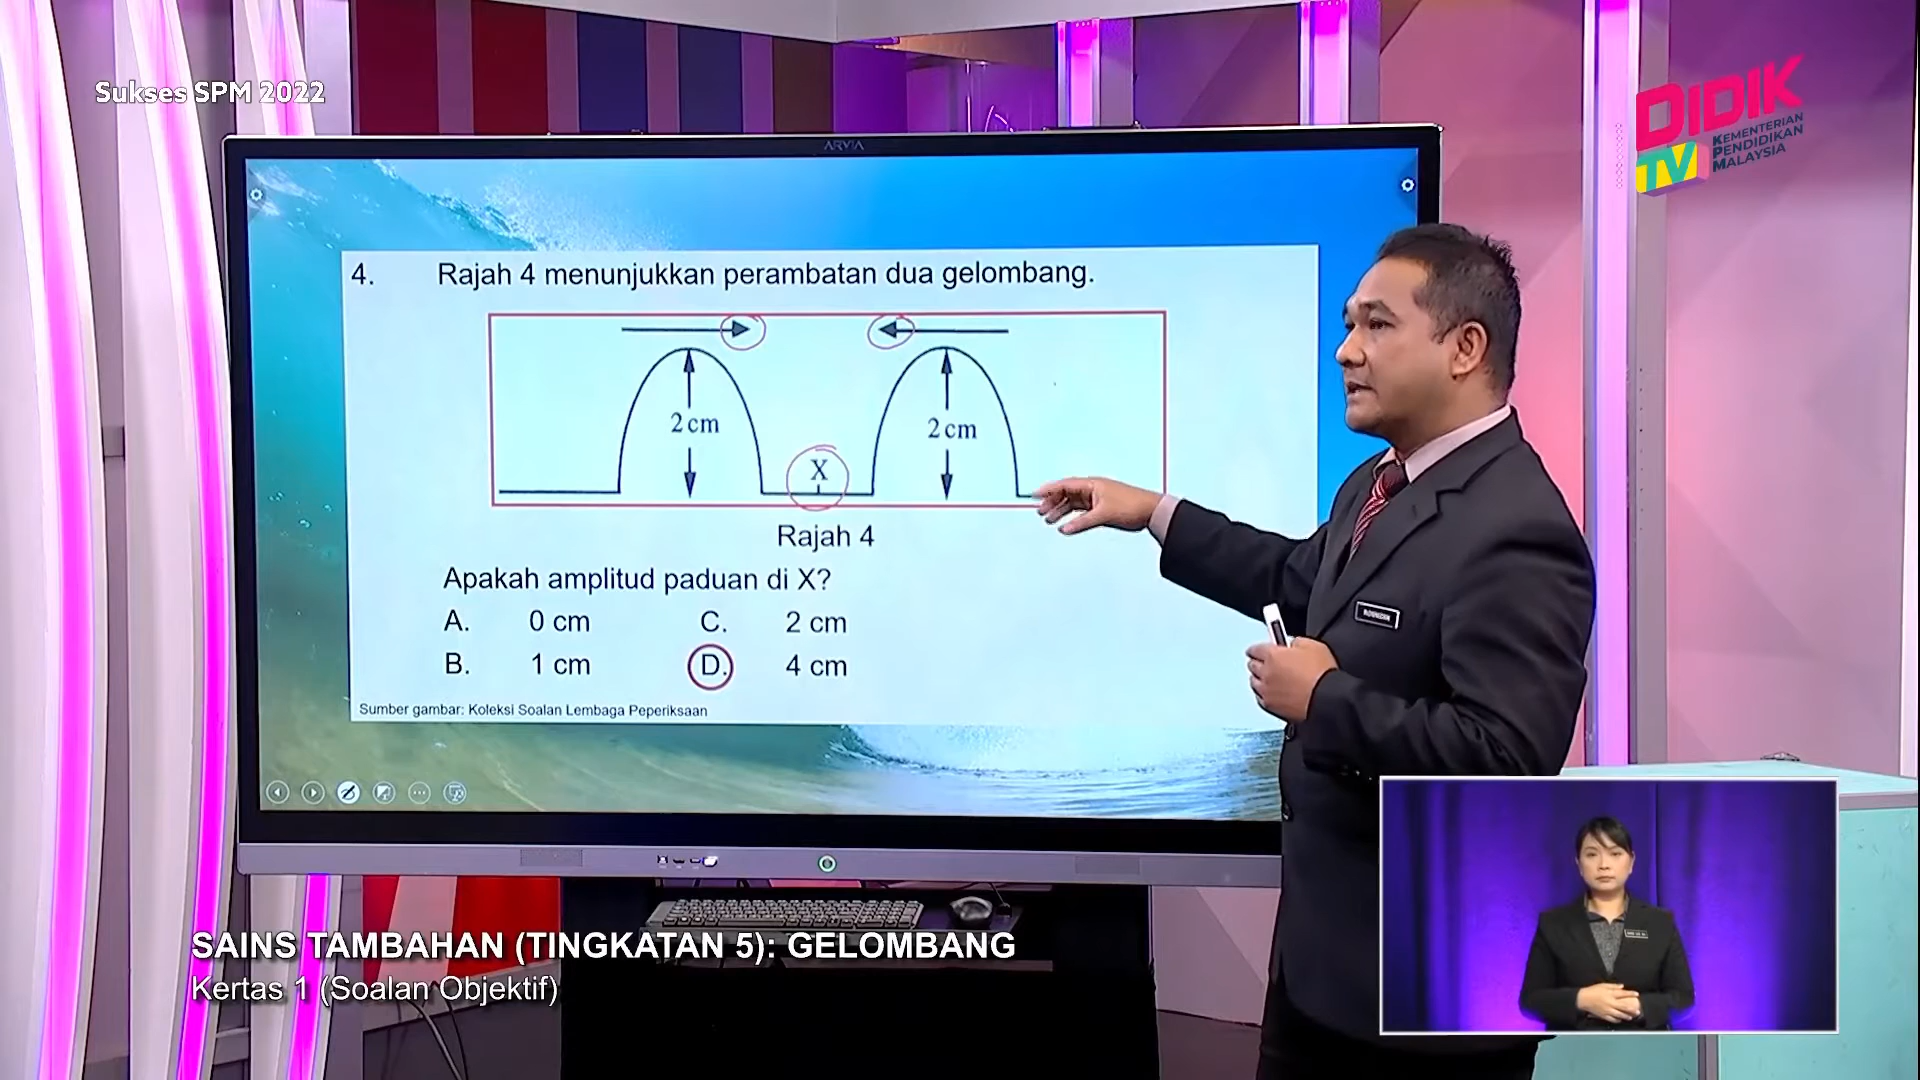 Sukses SPM 2022
DIDIK
TV
KEMENTERIAN
PENDIDIKAN
MALAYSIA
ARVIA
4. Rajah 4 menunjukkan perambatan dua gelombang.
2 cm
2 cm
X
Rajah 4
Apakah amplitud paduan di X?
A. 0 cm C. 2 cm
B. 1 cm D. 4 cm
Sumber gambar: Koleksi Soalan Lembaga Peperiksaan
SAINS TAMBAHAN (TINGKATAN 5): GELOMBANG
Kertas 1 (Soalan Objektif)